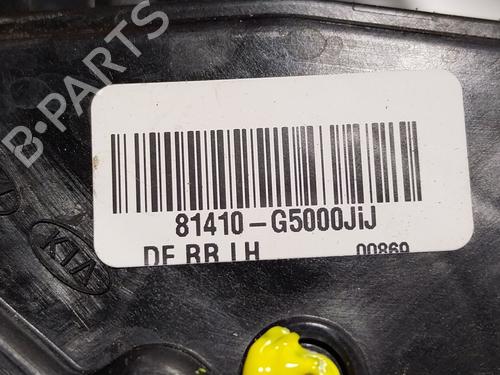 B-PARTS
81410-G5000JiJ
DE RR LH 00869
KIA